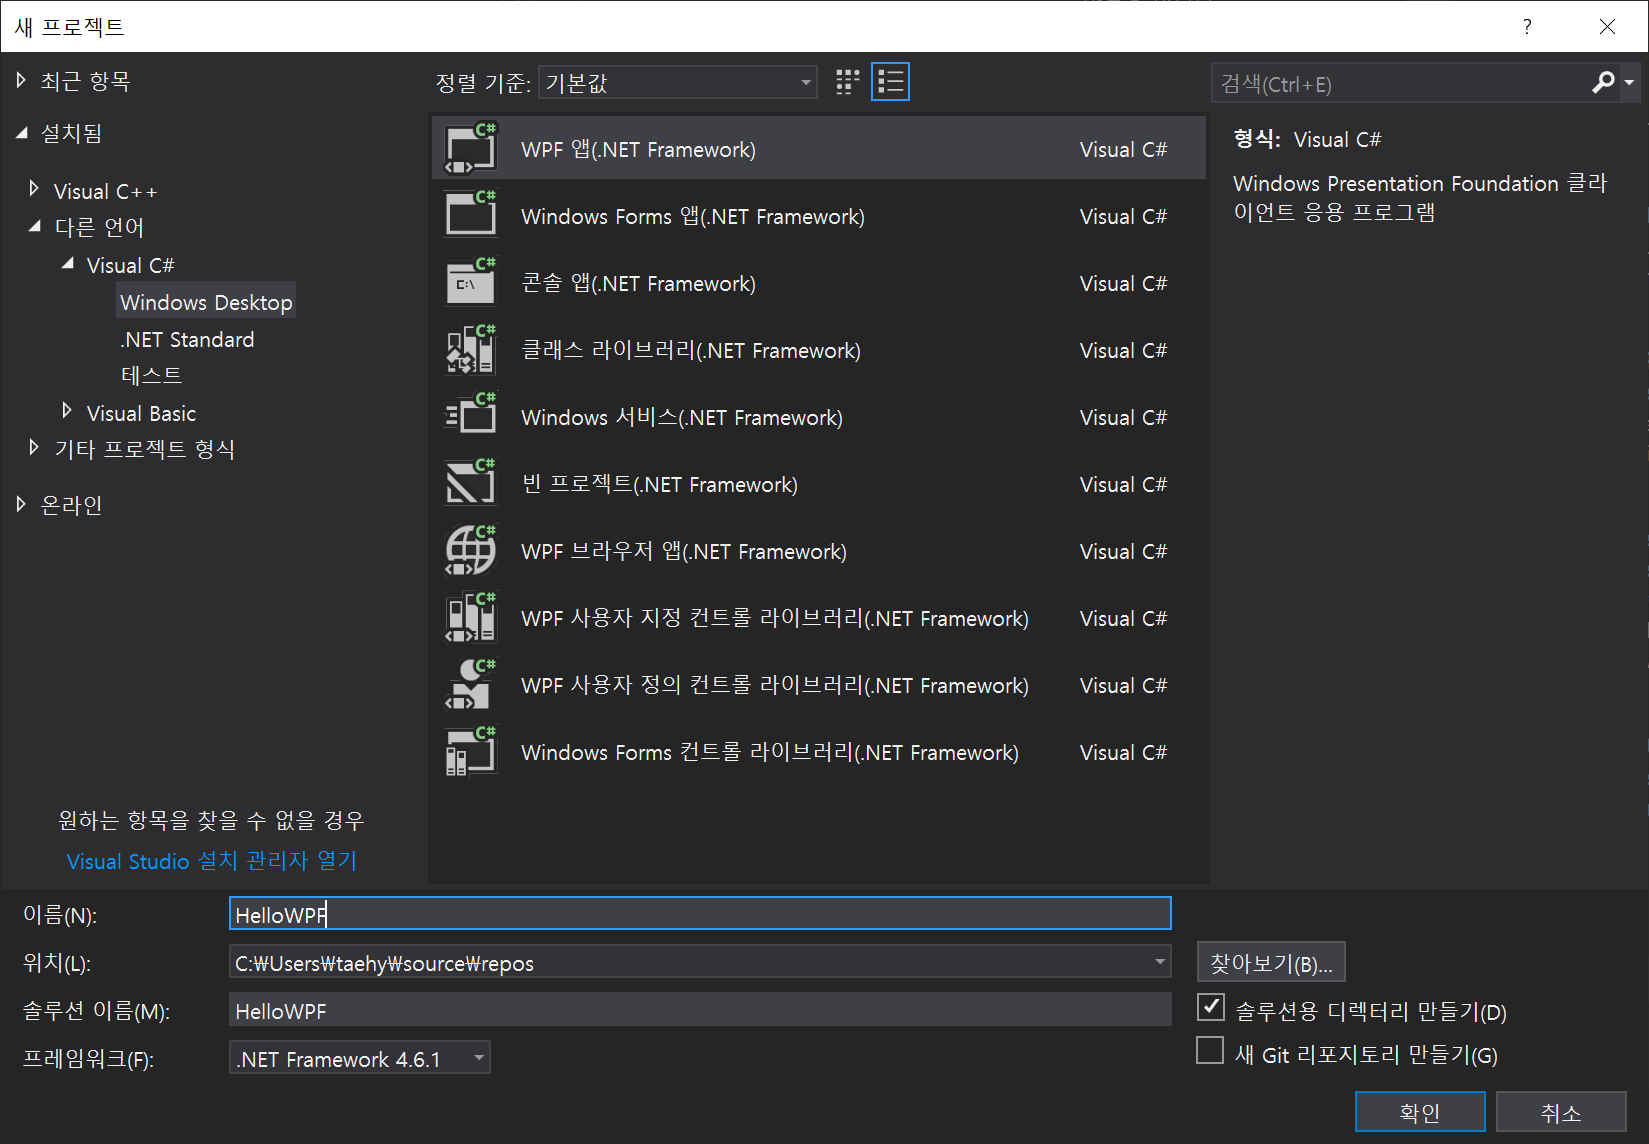 새 프로젝트
?
최근 항목
설치됨
Visual C++
다른 언어
Visual C#
Windows Desktop
.NET Standard
테스트
Visual Basic
기타 프로젝트 형식
온라인
원하는 항목을 찾을 수 없을 경우
Visual Studio 설치 관리자 열기
정렬 기준: 기본값
C# WPF 앱(.NET Framework) Visual C#
C# Windows Forms 앱(.NET Framework) Visual C#
C# C:\ 콘솔 앱(.NET Framework) Visual C#
C# 클래스 라이브러리(.NET Framework) Visual C#
C# Windows 서비스(.NET Framework) Visual C#
C# 빈 프로젝트(.NET Framework) Visual C#
C# WPF 브라우저 앱(.NET Framework) Visual C#
C# WPF 사용자 지정 컨트롤 라이브러리(.NET Framework) Visual C#
C# WPF 사용자 정의 컨트롤 라이브러리(.NET Framework) Visual C#
C# Windows Forms 컨트롤 라이브러리(.NET Framework) Visual C#
검색(Ctrl+E)
형식: Visual C#
Windows Presentation Foundation 클라
이언트 응용 프로그램
이름(N): HelloWPF
위치(L): C:₩Users₩taehy₩source₩repos
찾아보기(B)...
솔루션 이름(M): HelloWPF
솔루션용 디렉터리 만들기(D)
프레임워크(F): .NET Framework 4.6.1
새 Git 리포지토리 만들기(G)
확인
취소